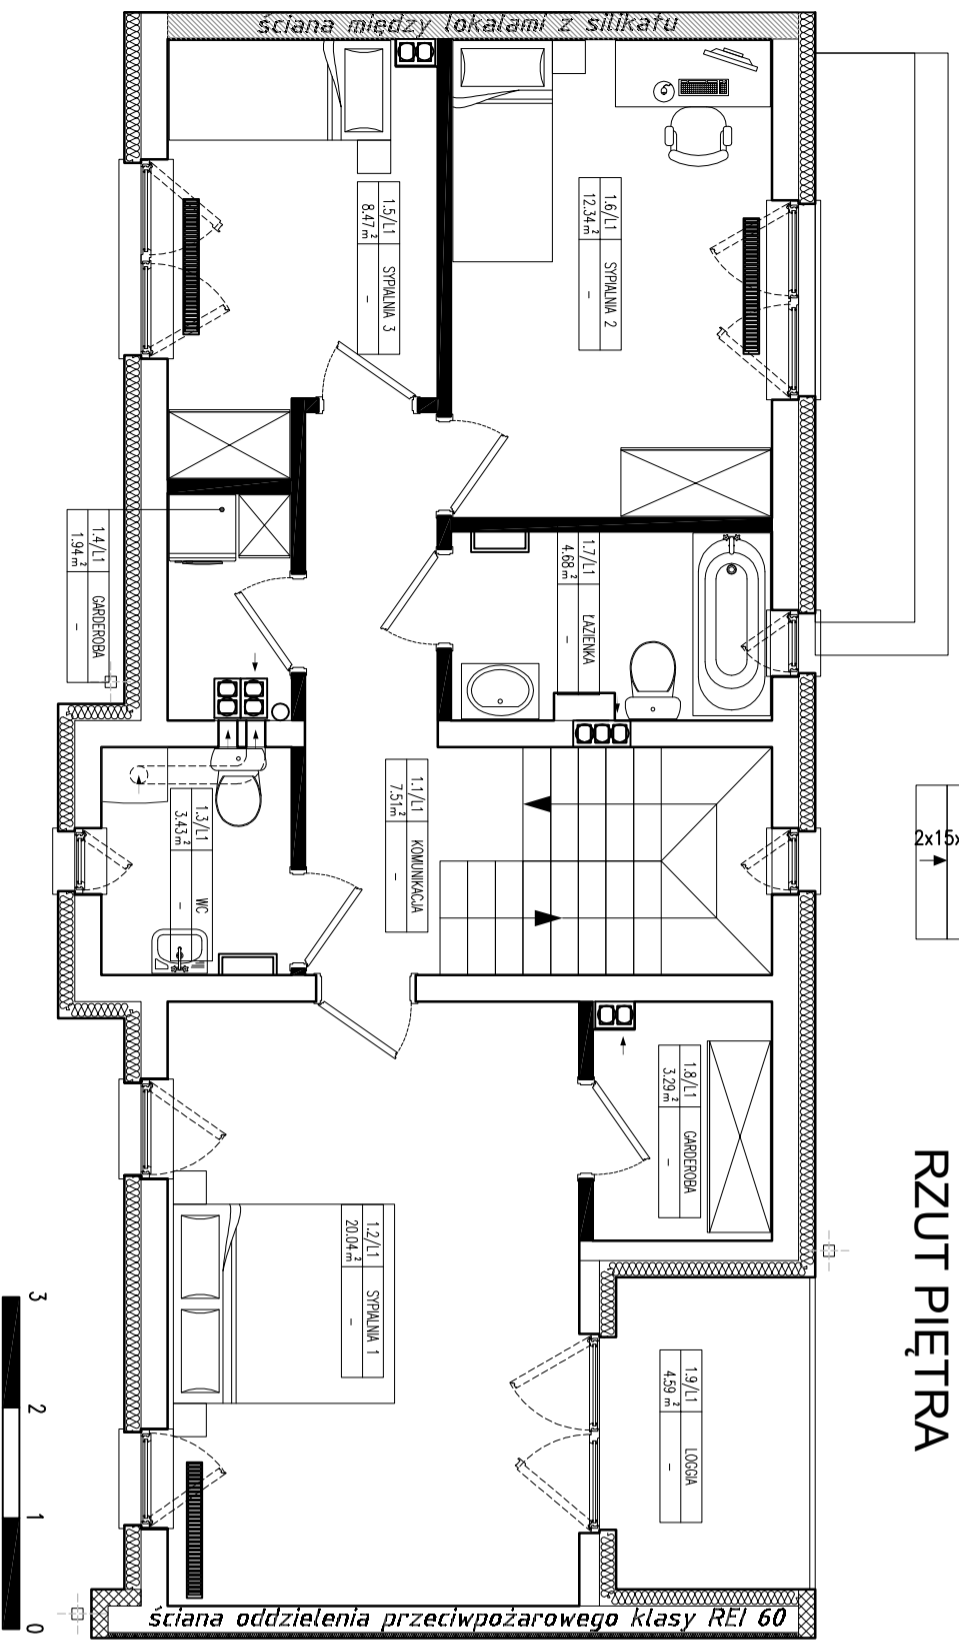 ściana między lokalami z silikatu
1.5/L1 SYPIALNIA 3
8.47 m² -
1.6/L1 SYPIALNIA 2
12.34 m² -
1.4/L1 GARDEROBA
1.94 m² -
1.7/L1 ŁAZIENKA
4.68 m² -
1.3/L1 WC
3.43 m² -
1.1/L1 KOMUNIKACJA
7.51 m² -
2x15x
1.8/L1 GARDEROBA
3.29 m² -
1.2/L1 SYPIALNIA 1
20.04 m² -
1.9/L1 LOGGIA
4.59 m² -
RZUT PIĘTRA
3 2 1 0
ściana oddzielenia przeciwpożarowego klasy REI 60